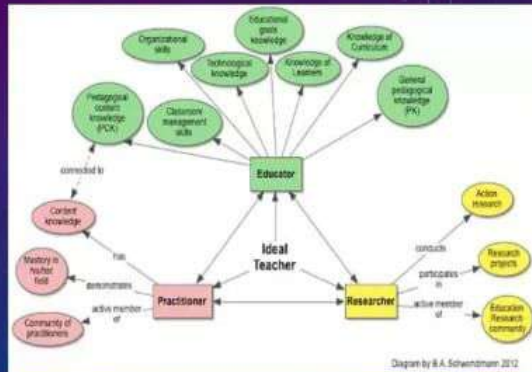 Educational
goals
knowledge
Organizational
skills
Knowledge of
Curriculum
Technological
knowledge
Knowledge of
Learners
General
pedagogical
knowledge
(PK)
Pedagogical
content
knowledge
(PCK)
Classroom
management
skills
Educator
connected to
Content
knowledge
Action
research
Ideal
Teacher
conducts
has
Mastery in
his/her
field
Research
projects
participates
in
demonstrates
Practitioner
Researcher
active member
of
active member
of
Community of
practitioners
Education
Research
community
Diagram by B.A. Schwendimann 2012